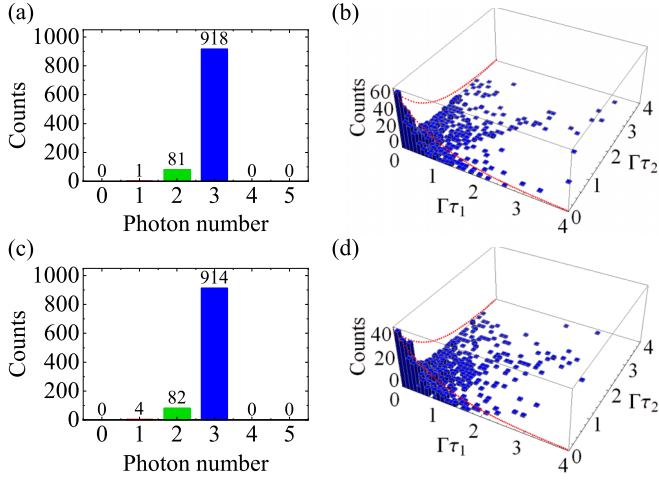 (a)
Counts
1000
800
600
400
200
0
0 1 81 918 0 0
0 1 2 3 4 5
Photon number
(b)
Counts
60
40
20
0
0 1 2 3 4
Γτ₁
0 1 2 3 4
Γτ₂
(c)
Counts
1000
800
600
400
200
0
0 4 82 914 0 0
0 1 2 3 4 5
Photon number
(d)
Counts
40
20
0
0 1 2 3 4
Γτ₁
0 1 2 3 4
Γτ₂